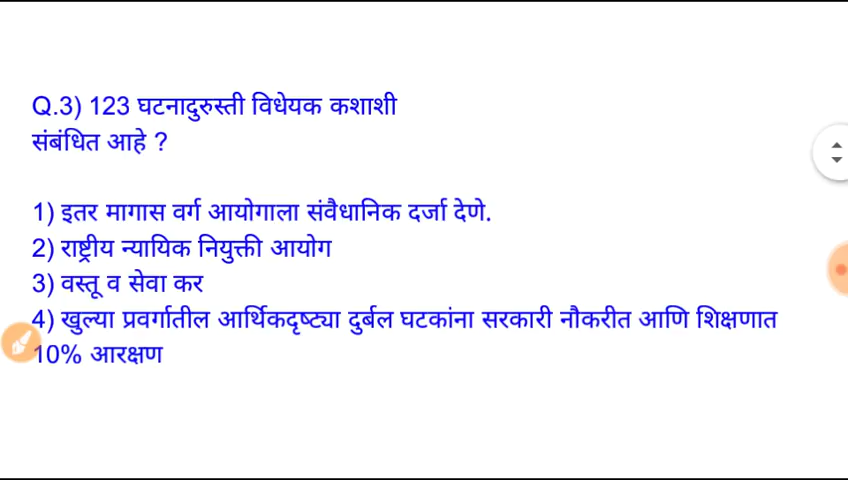 Q.3) 123 घटनादुरुस्ती विधेयक कशाशी
संबंधित आहे ?
1) इतर मागास वर्ग आयोगाला संवैधानिक दर्जा देणे.
2) राष्ट्रीय न्यायिक नियुक्ती आयोग
3) वस्तू व सेवा कर
4) खुल्या प्रवर्गातील आर्थिकदृष्ट्या दुर्बल घटकांना सरकारी नौकरीत आणि शिक्षणात
10% आरक्षण